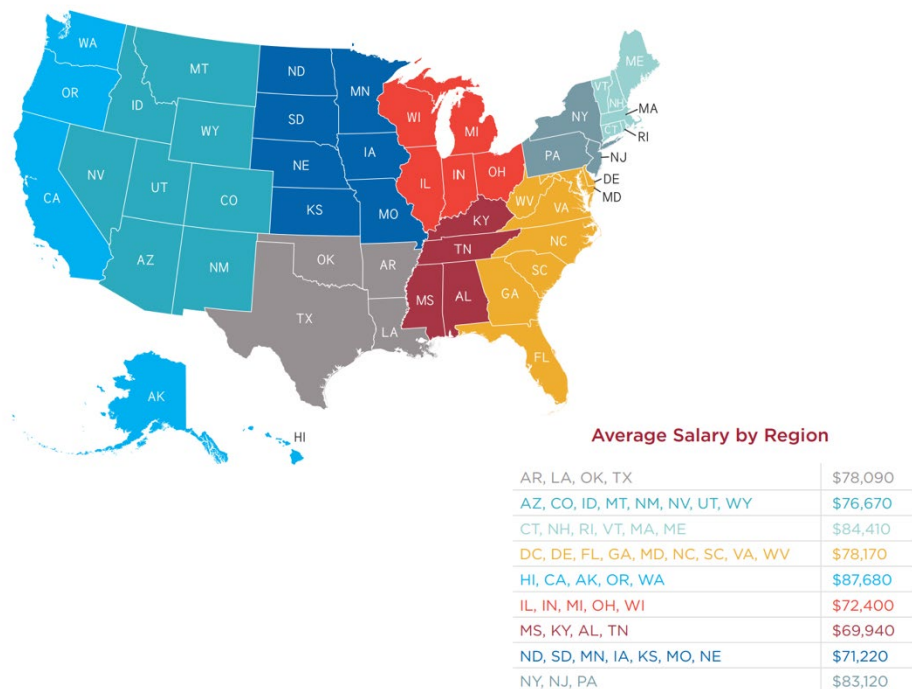 WA
MT
ND
MN
ME
VT
NH
MA
OR
ID
SD
WI
MI
NY
CT
RI
WY
IA
PA
NJ
NE
IL
IN
OH
DE
MD
NV
UT
CO
CA
KS
MO
WV
VA
KY
NC
TN
AZ
NM
OK
AR
SC
MS
AL
GA
TX
LA
FL
AK
HI
Average Salary by Region
AR, LA, OK, TX $78,090
AZ, CO, ID, MT, NM, NV, UT, WY $76,670
CT, NH, RI, VT, MA, ME $84,410
DC, DE, FL, GA, MD, NC, SC, VA, WV $78,170
HI, CA, AK, OR, WA $87,680
IL, IN, MI, OH, WI $72,400
MS, KY, AL, TN $69,940
ND, SD, MN, IA, KS, MO, NE $71,220
NY, NJ, PA $83,120